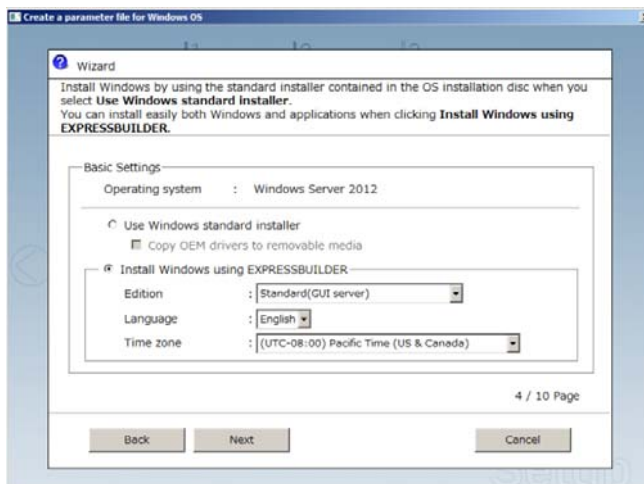 Create a parameter file for Windows OS
Wizard
Install Windows by using the standard installer contained in the OS installation disc when you
select Use Windows standard installer.
You can install easily both Windows and applications when clicking Install Windows using
EXPRESSBUILDER.
Basic Settings
Operating system : Windows Server 2012
Use Windows standard installer
Copy OEM drivers to removable media
Install Windows using EXPRESSBUILDER
Edition : Standard(GUI server)
Language : English
Time zone : (UTC-08:00) Pacific Time (US & Canada)
4 / 10 Page
Back Next Cancel